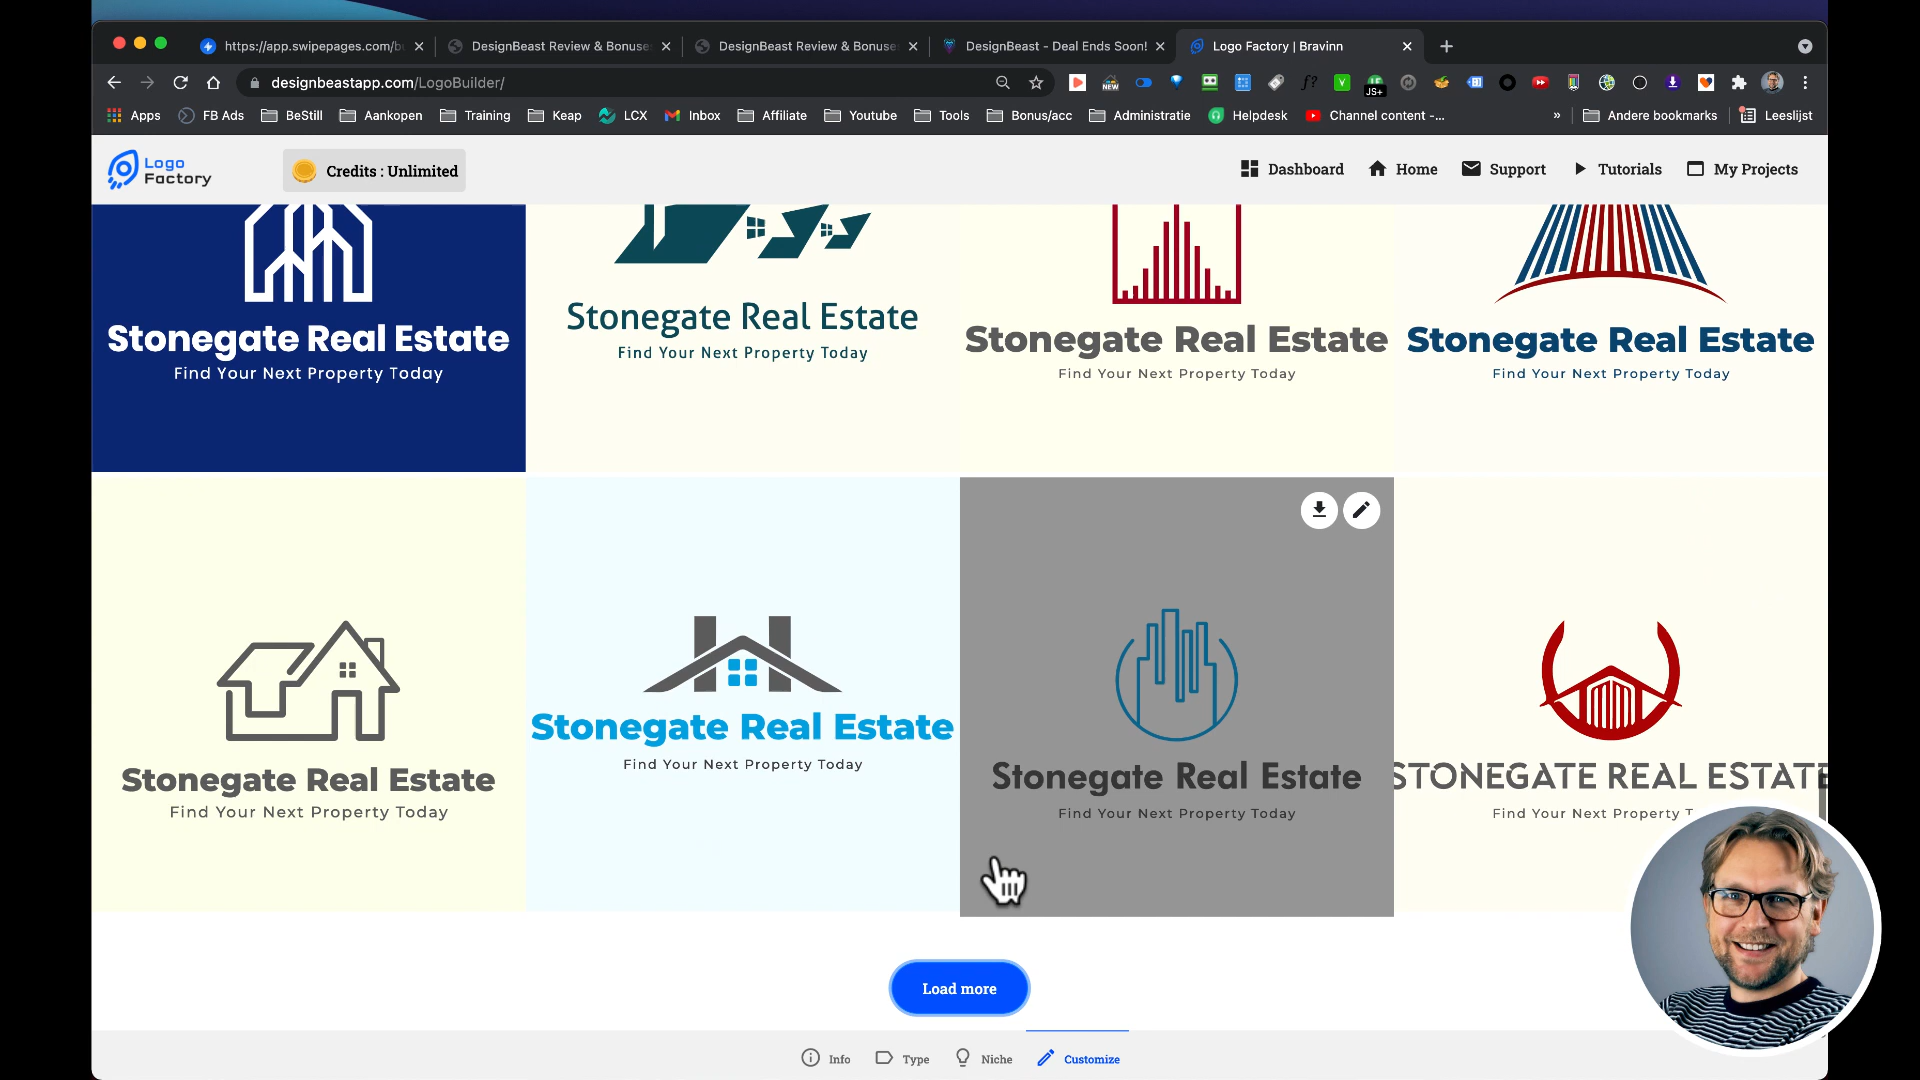 https://app.swipepages.com/b
DesignBeast Review & Bonuse
DesignBeast Review & Bonuse
DesignBeast - Deal Ends Soon!
Logo Factory | Bravinn
designbeastapp.com/LogoBuilder/
NEW
JS+
Apps
FB Ads
BeStill
Aankopen
Training
Keap
LCX
Inbox
Affiliate
Youtube
Tools
Bonus/acc
Administratie
Helpdesk
Channel content -...
»
Andere bookmarks
Leeslijst
Logo
Factory
Credits : Unlimited
Dashboard
Home
Support
Tutorials
My Projects
Stonegate Real Estate
Find Your Next Property Today
Stonegate Real Estate
Find Your Next Property Today
Stonegate Real Estate
Find Your Next Property Today
Stonegate Real Estate
Find Your Next Property Today
Stonegate Real Estate
Find Your Next Property Today
Stonegate Real Estate
Find Your Next Property Today
Stonegate Real Estate
Find Your Next Property Today
STONEGATE REAL ESTATE
Find Your Next Property T
Load more
Info
Type
Niche
Customize